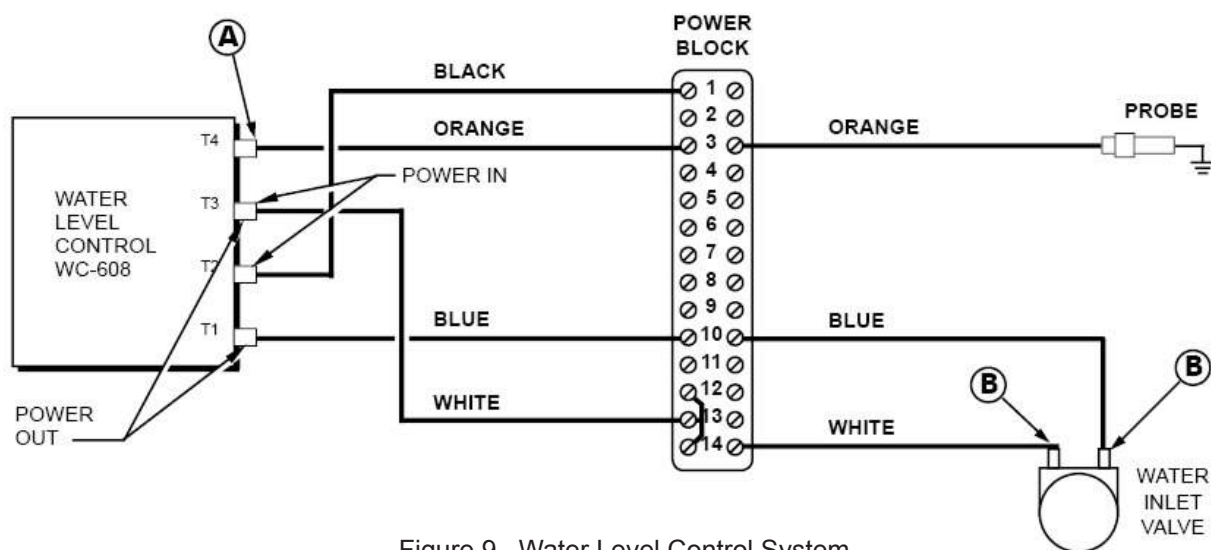 POWER
BLOCK
A
BLACK
1
2
ORANGE
3
ORANGE
PROBE
T4
4
POWER IN
WATER
LEVEL
CONTROL
WC-608
T3
5
6
7
T2
8
9
T1
BLUE
10
BLUE
11
B
B
12
WHITE
13
WHITE
14
POWER
OUT
WATER
INLET
VALVE
Figure 9 Water Level Control System